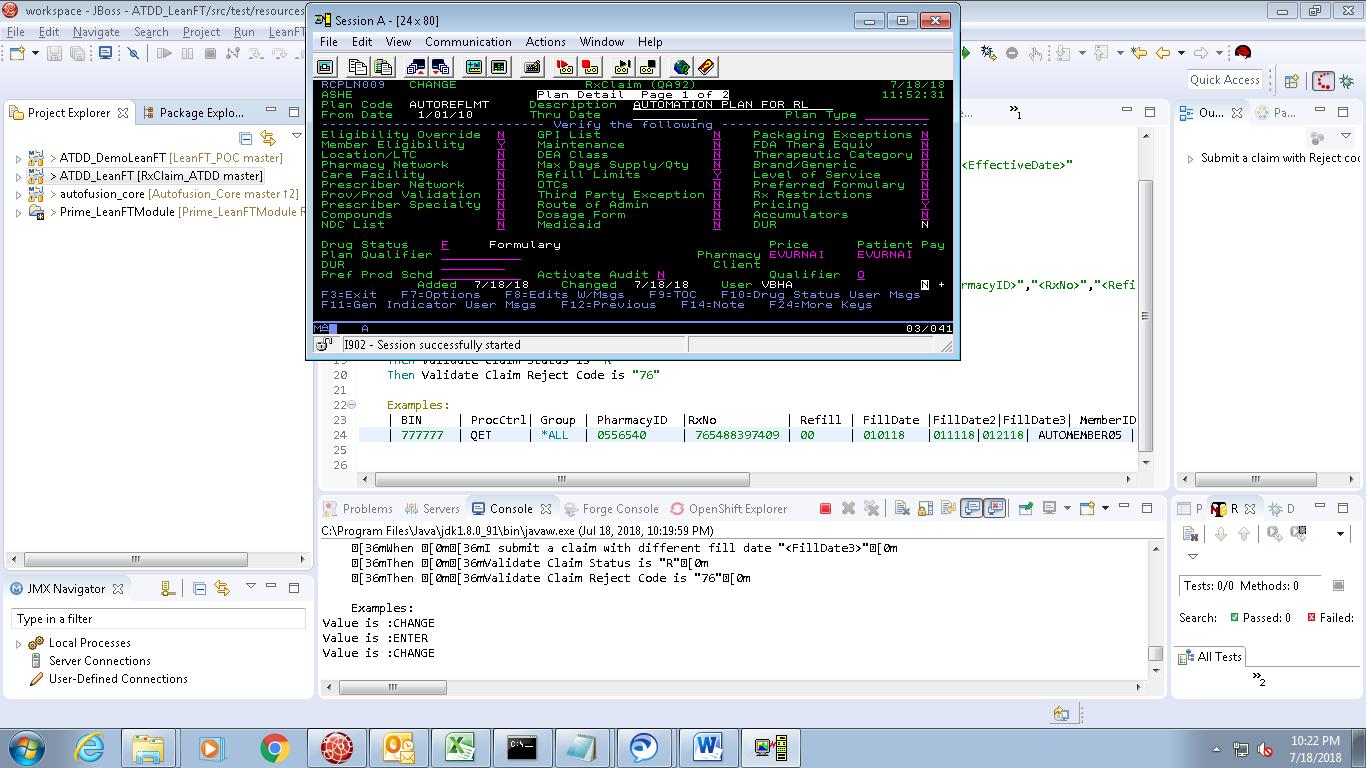 workspace - JBoss - ATDD_LeanFT/src/test/resources
File Edit Navigate Search Project Run LeanFT
Quick Access
Project Explorer Package Explo...
> ATDD_DemoLeanFT [LeanFT_POC master]
> ATDD_LeanFT [RxClaim_ATDD master]
> autofusion_core [Autofusion_Core master ↑2]
> Prime_LeanFTModule [Prime_LeanFTModule R
Session A - [24 x 80]
File Edit View Communication Actions Window Help
RCPLN009 CHANGE RxClaim (QA92) 7/18/18
ASHE Plan Detail Page 1 of 2 11:52:31
Plan Code AUTOREFLMT Description AUTOMATION PLAN FOR RL
From Date 1/01/10 Thru Date Plan Type
Verify the following
Eligibility Override N GPI List N Packaging Exceptions N
Member Eligibility Y Maintenance N FDA Thera Equiv N
Location/LTC N DEA Class N Therapeutic Category N
Pharmacy Network N Max Days Supply/Qty N Brand/Generic N
Care Facility N Refill Limits Y Level of Service N
Prescriber Network N OTCs N Preferred Formulary N
Prov/Prod Validation N Third Party Exception N Rx Restrictions N
Prescriber Specialty N Route of Admin N Pricing Y
Compounds N Dosage Form N Accumulators N
NDC List N Medicaid N DUR N
Drug Status F Formulary Price Patient Pay
Plan Qualifier Pharmacy EVURNAI EVURNAI
DUR Client
Pref Prod Schd Activate Audit N Qualifier O
Added 7/18/18 Changed 7/18/18 User VBHA N +
F3=Exit F7=Options F8=Edits W/Msgs F9=TOC F10=Drug Status User Msgs
F11=Gen Indicator User Msgs F12=Previous F14=Note F24=More Keys
MA A 03/041
I902 - Session successfully started
<EffectiveDate>"
rmacyID>","<RxNo>","<Refi
Then Validate Claim Status is "R"
20 Then Validate Claim Reject Code is "76"
21
22 Examples:
23 | BIN | ProcCtrl| Group | PharmacyID |RxNo | Refill | FillDate |FillDate2|FillDate3| MemberID
24 | 777777 | QET | *ALL | 0556540 | 765488397409 | 00 | 010118 |011118|012118| AUTOMEMBER05 |
25
26
Ou... Pa...
Submit a claim with Reject co
Problems Servers Console Forge Console OpenShift Explorer
C:\Program Files\Java\jdk1.8.0_91\bin\javaw.exe (Jul 18, 2018, 10:19:59 PM)
[36mWhen [0m[36mI submit a claim with different fill date "<FillDate3>"[0m
[36mThen [0m[36mValidate Claim Status is "R"[0m
[36mThen [0m[36mValidate Claim Reject Code is "76"[0m
Examples:
Value is :CHANGE
Value is :ENTER
Value is :CHANGE
JMX Navigator
Type in a filter
Local Processes
Server Connections
User-Defined Connections
P R D
Tests: 0/0 Methods: 0
Search: Passed: 0 Failed:
All Tests
»2
10:22 PM
7/18/2018